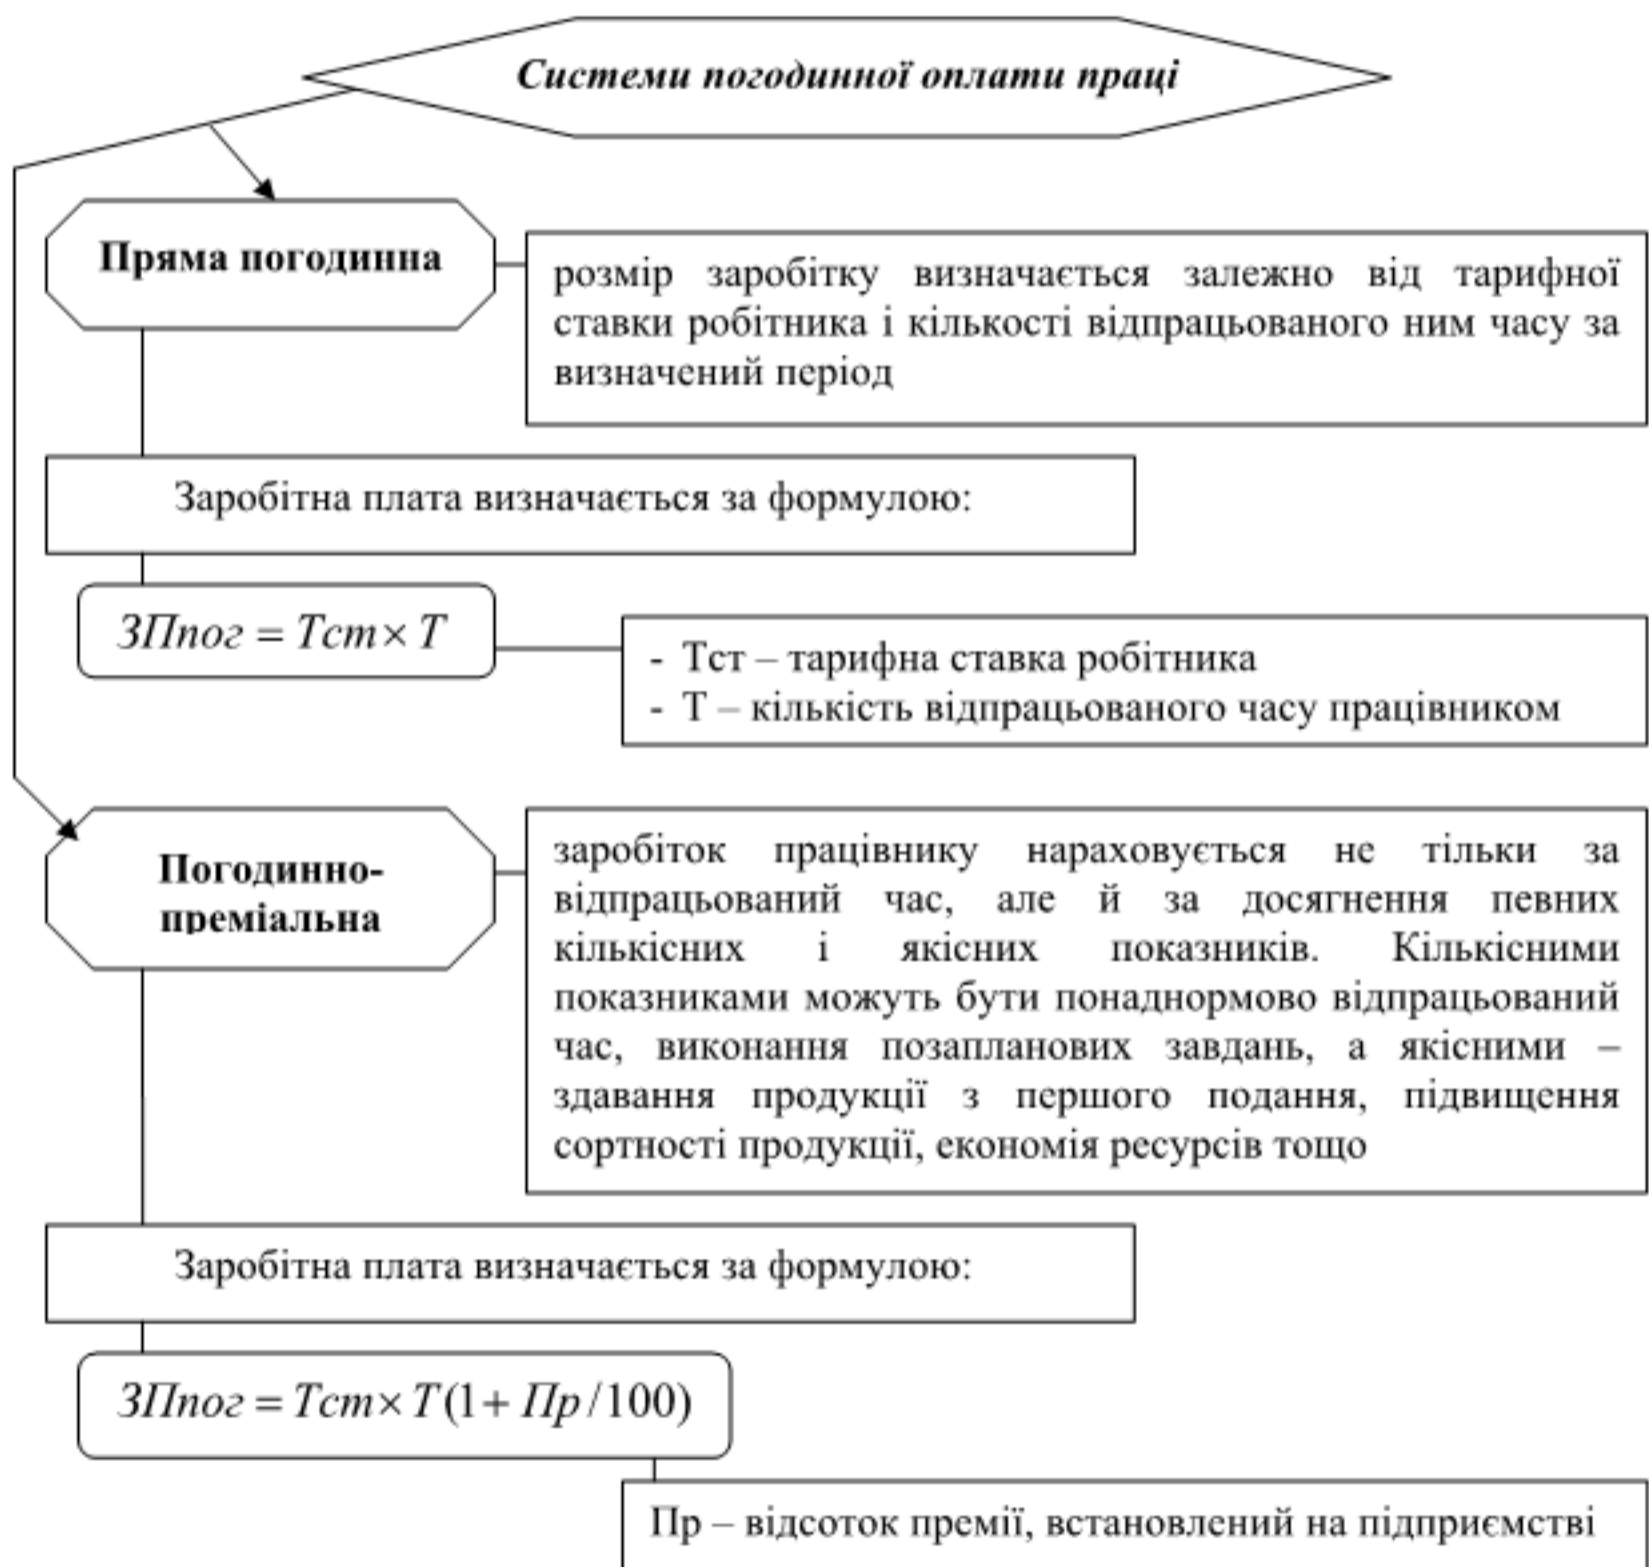 Системи погодинної оплати праці
Пряма погодинна
розмір заробітку визначається залежно від тарифної
ставки робітника і кількості відпрацьованого ним часу за
визначений період
Заробітна плата визначається за формулою:
ЗПпог = Тст × Т
- Тст – тарифна ставка робітника
- Т – кількість відпрацьованого часу працівником
Погодинно-
преміальна
заробіток працівнику нараховується не тільки за
відпрацьований час, але й за досягнення певних
кількісних і якісних показників. Кількісними
показниками можуть бути понаднормово відпрацьований
час, виконання позапланових завдань, а якісними –
здавання продукції з першого подання, підвищення
сортності продукції, економія ресурсів тощо
Заробітна плата визначається за формулою:
ЗПпог = Тст × Т(1 + Пр/100)
Пр – відсоток премії, встановлений на підприємстві